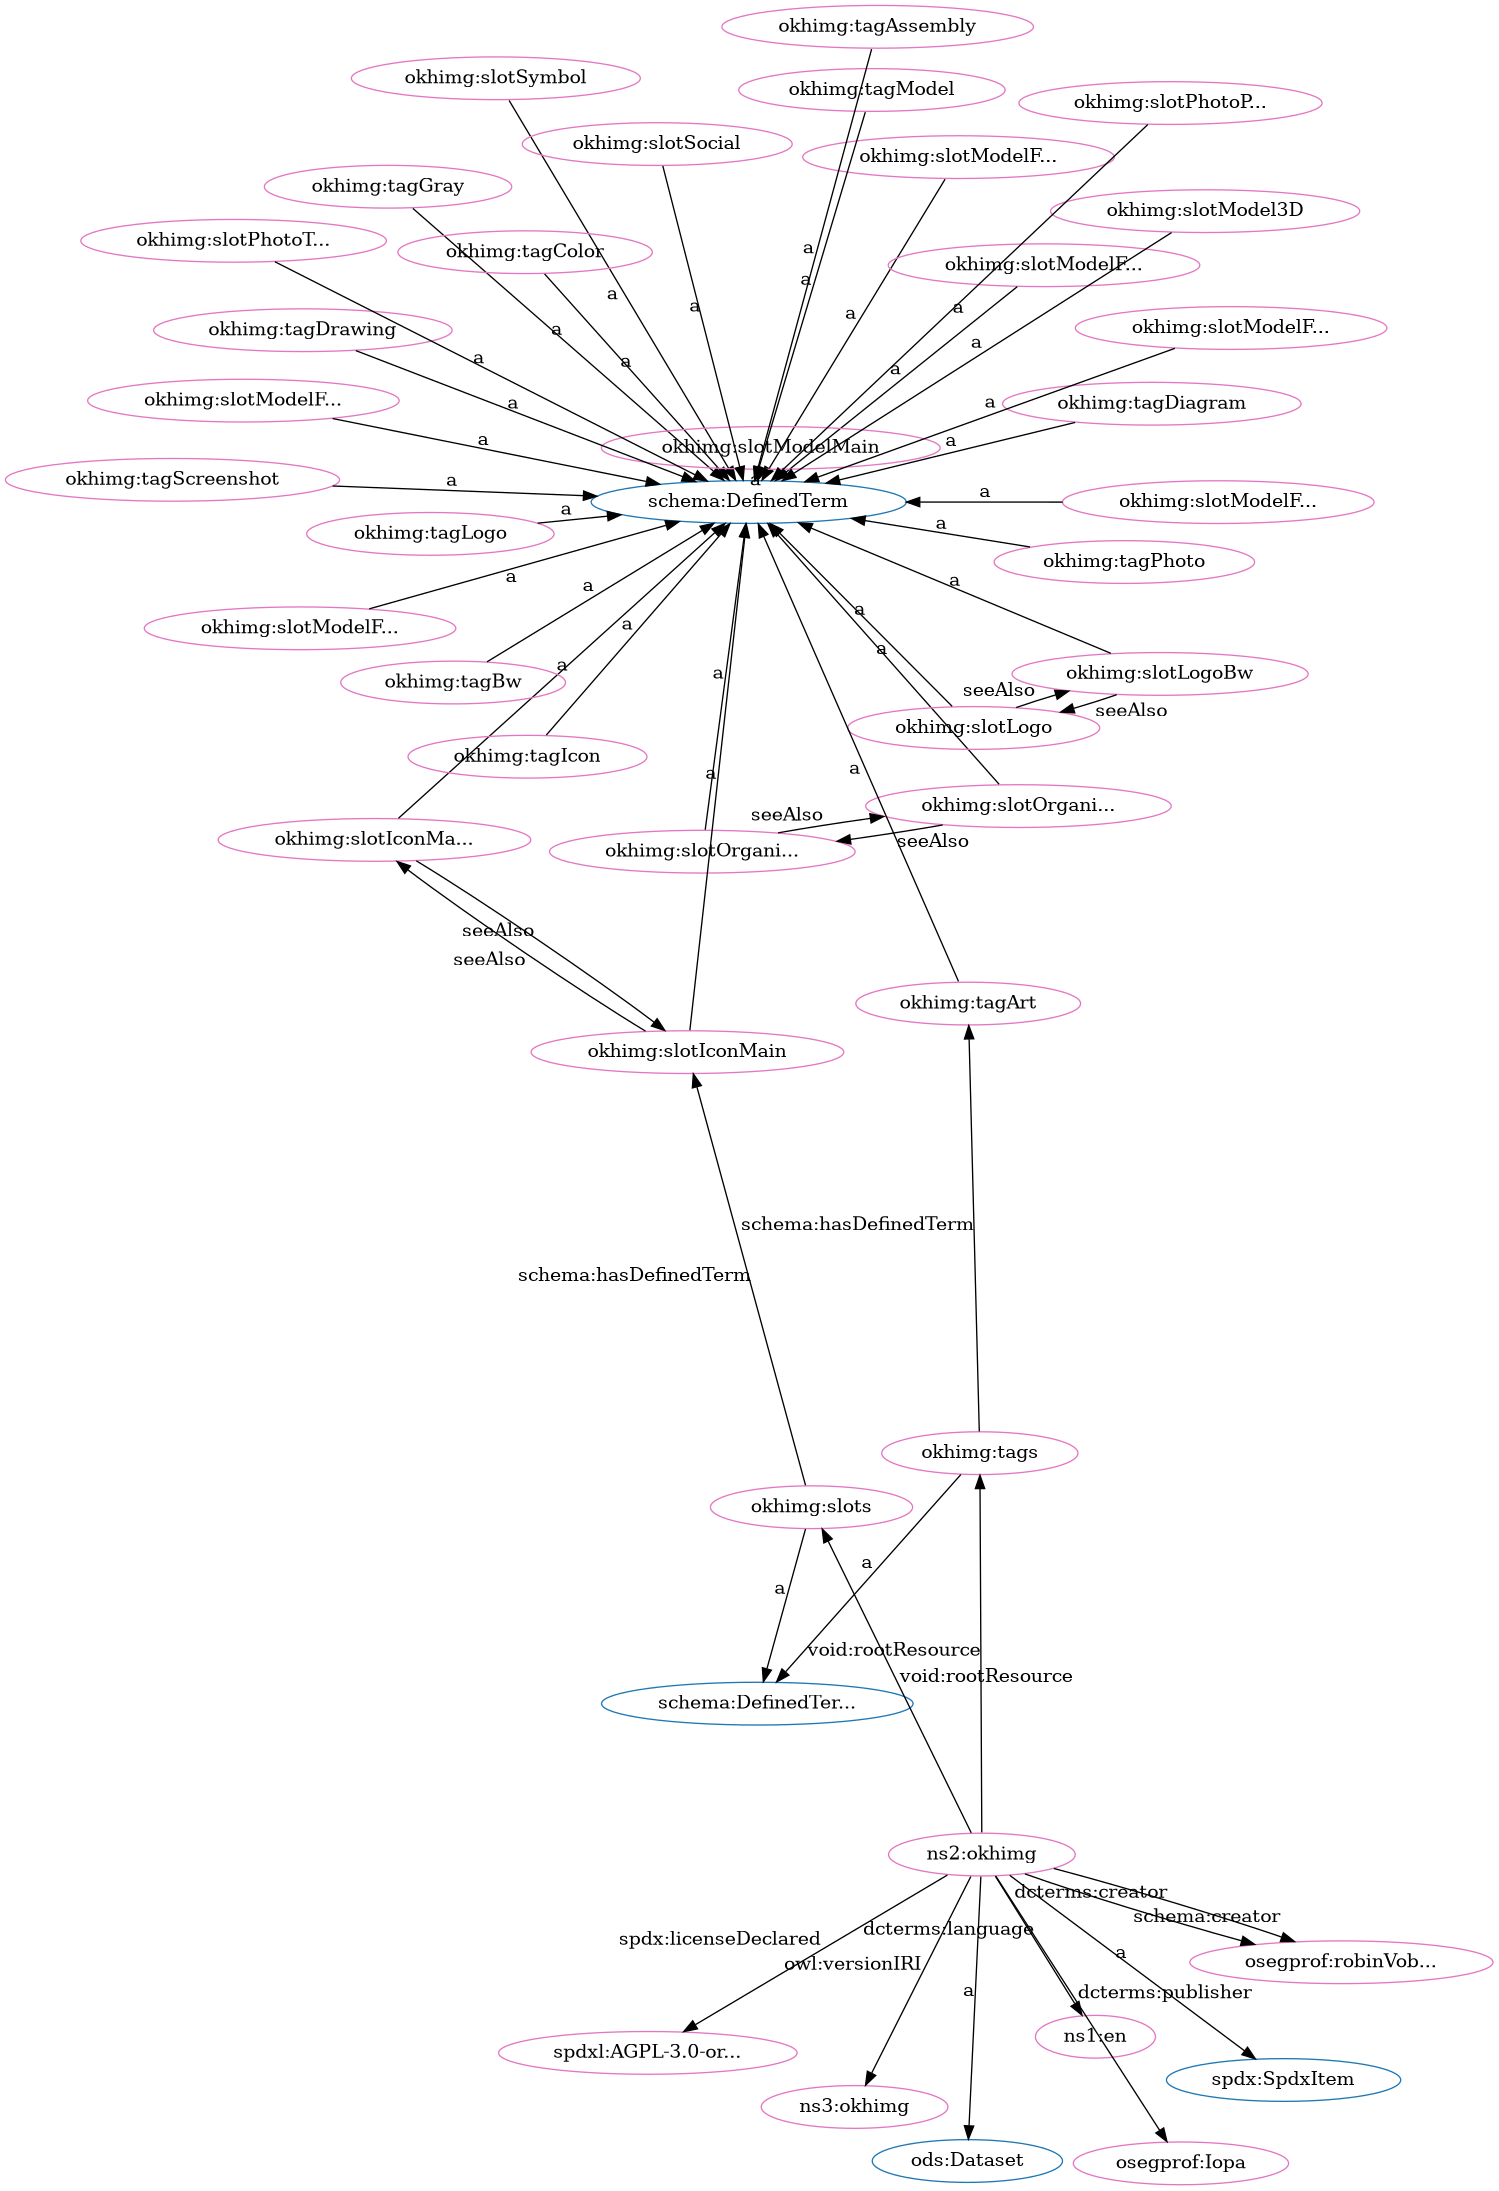 okhimg:tagAssembly
okhimg:slotSymbol
okhimg:tagModel
okhimg:slotPhotoP...
okhimg:slotSocial
okhimg:slotModelF...
okhimg:tagGray
okhimg:slotModel3D
okhimg:slotPhotoT...
okhimg:tagColor
a
okhimg:slotModelF...
a
a
a
a
a
okhimg:tagDrawing
a
okhimg:slotModelF...
a
a
a
a
a
okhimg:slotModelF...
a
a
okhimg:tagDiagram
a
a
okhimg:slotModelMain
okhimg:tagScreenshot
a
a
schema:DefinedTerm
a
okhimg:slotModelF...
okhimg:tagLogo
a
a
okhimg:tagPhoto
a
a
a
okhimg:slotModelF...
a
a
a
a
okhimg:tagBw
a
a
okhimg:slotLogoBw
seeAlso
seeAlso
okhimg:slotLogo
okhimg:tagIcon
a
a
okhimg:slotOrgani...
seeAlso
okhimg:slotIconMa...
okhimg:slotOrgani...
seeAlso
seeAlso
seeAlso
okhimg:tagArt
okhimg:slotIconMain
schema:hasDefinedTerm
schema:hasDefinedTerm
okhimg:tags
okhimg:slots
a
a
void:rootResource
void:rootResource
schema:DefinedTer...
ns2:okhimg
dcterms:creator
schema:creator
dcterms:language
spdx:licenseDeclared
a
owl:versionIRI
osegprof:robinVob...
a
dcterms:publisher
ns1:en
spdxl:AGPL-3.0-or...
spdx:SpdxItem
ns3:okhimg
ods:Dataset
osegprof:Iopa